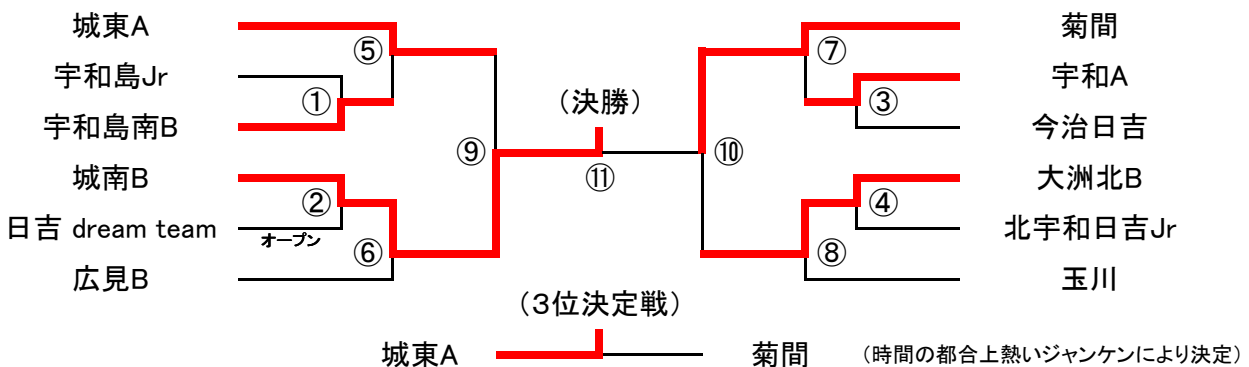 城東A
宇和島Jr
宇和島南B
城南B
日吉 dream team
オープン
広見B
⑤
①
②
⑥
⑨
（決勝）
⑪
⑩
⑦
③
④
⑧
菊間
宇和A
今治日吉
大洲北B
北宇和日吉Jr
玉川
（3位決定戦）
城東A
菊間
（時間の都合上熱いジャンケンにより決定）